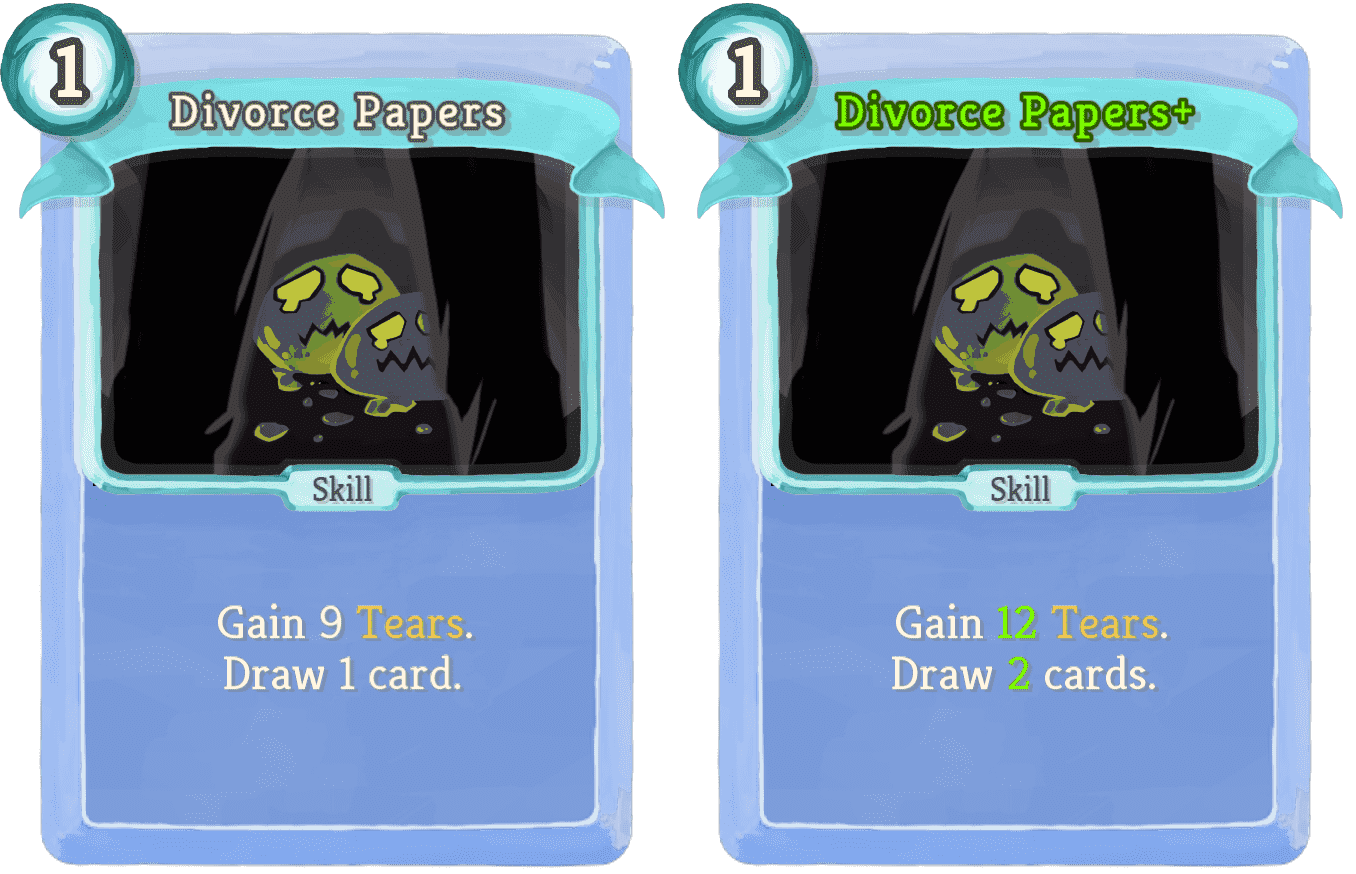 1
Divorce Papers
Skill
Gain 9 Tears.
Draw 1 card.
1
Divorce Papers+
Skill
Gain 12 Tears.
Draw 2 cards.